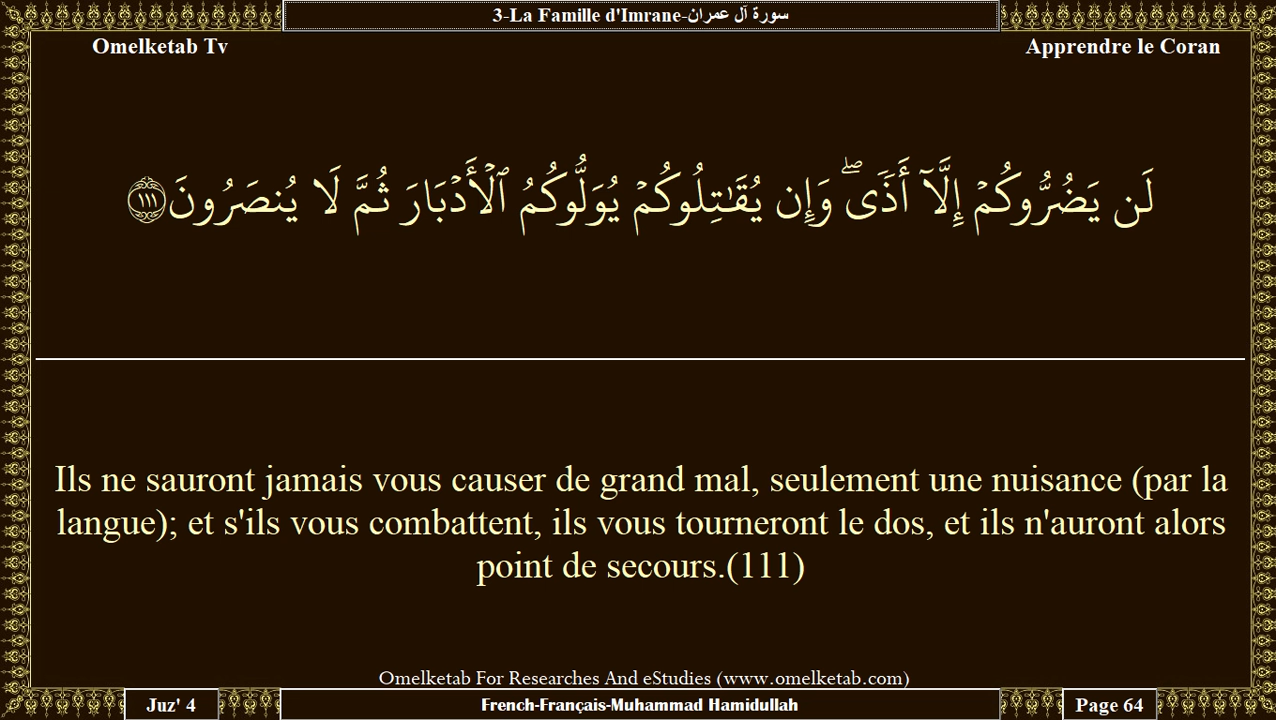 3-La Famille d'Imrane-سورة آل عمران
Omelketab Tv
Apprendre le Coran
لَن يَضُرُّوكُمْ إِلَّآ أَذًۭى ۖ وَإِن يُقَـٰتِلُوكُمْ يُوَلُّوكُمُ ٱلْأَدْبَارَ ثُمَّ لَا يُنصَرُونَ ١١١
Ils ne sauront jamais vous causer de grand mal, seulement une nuisance (par la
langue); et s'ils vous combattent, ils vous tourneront le dos, et ils n'auront alors
point de secours.(111)
Omelketab For Researches And eStudies (www.omelketab.com)
Juz' 4
French-Français-Muhammad Hamidullah
Page 64